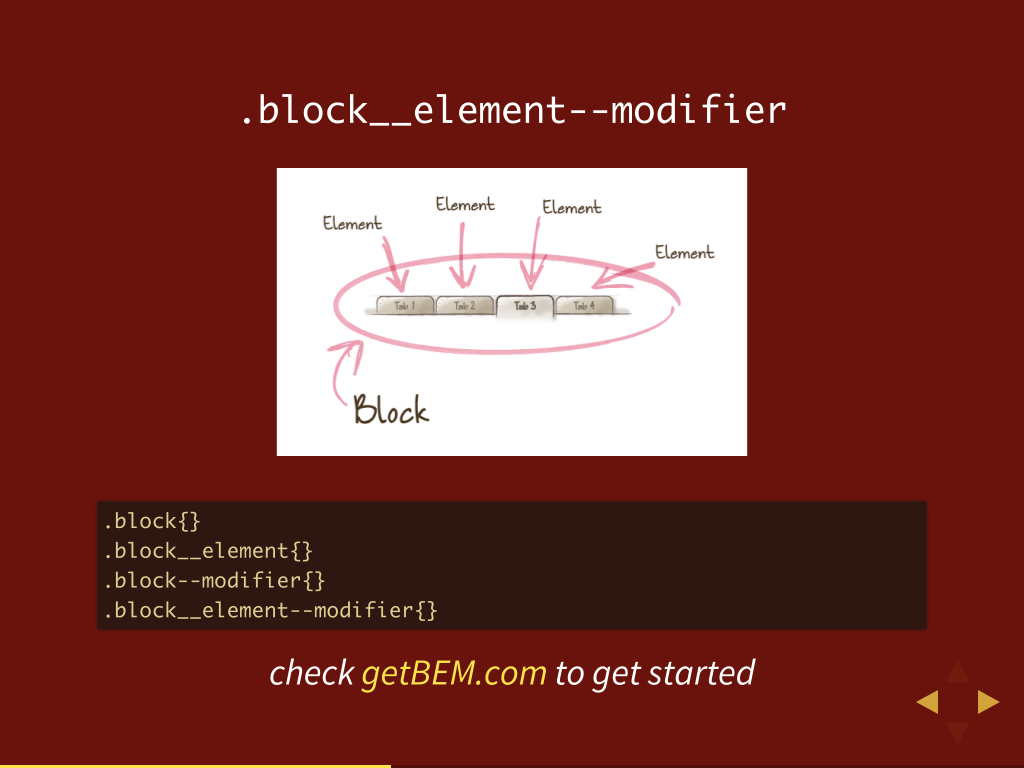 .block__element--modifier
Element
Element
Element
Element
Tab 1
Tab 2
Tab 3
Tab 4
Block
.block{}
.block__element{}
.block--modifier{}
.block__element--modifier{}
check getBEM.com to get started